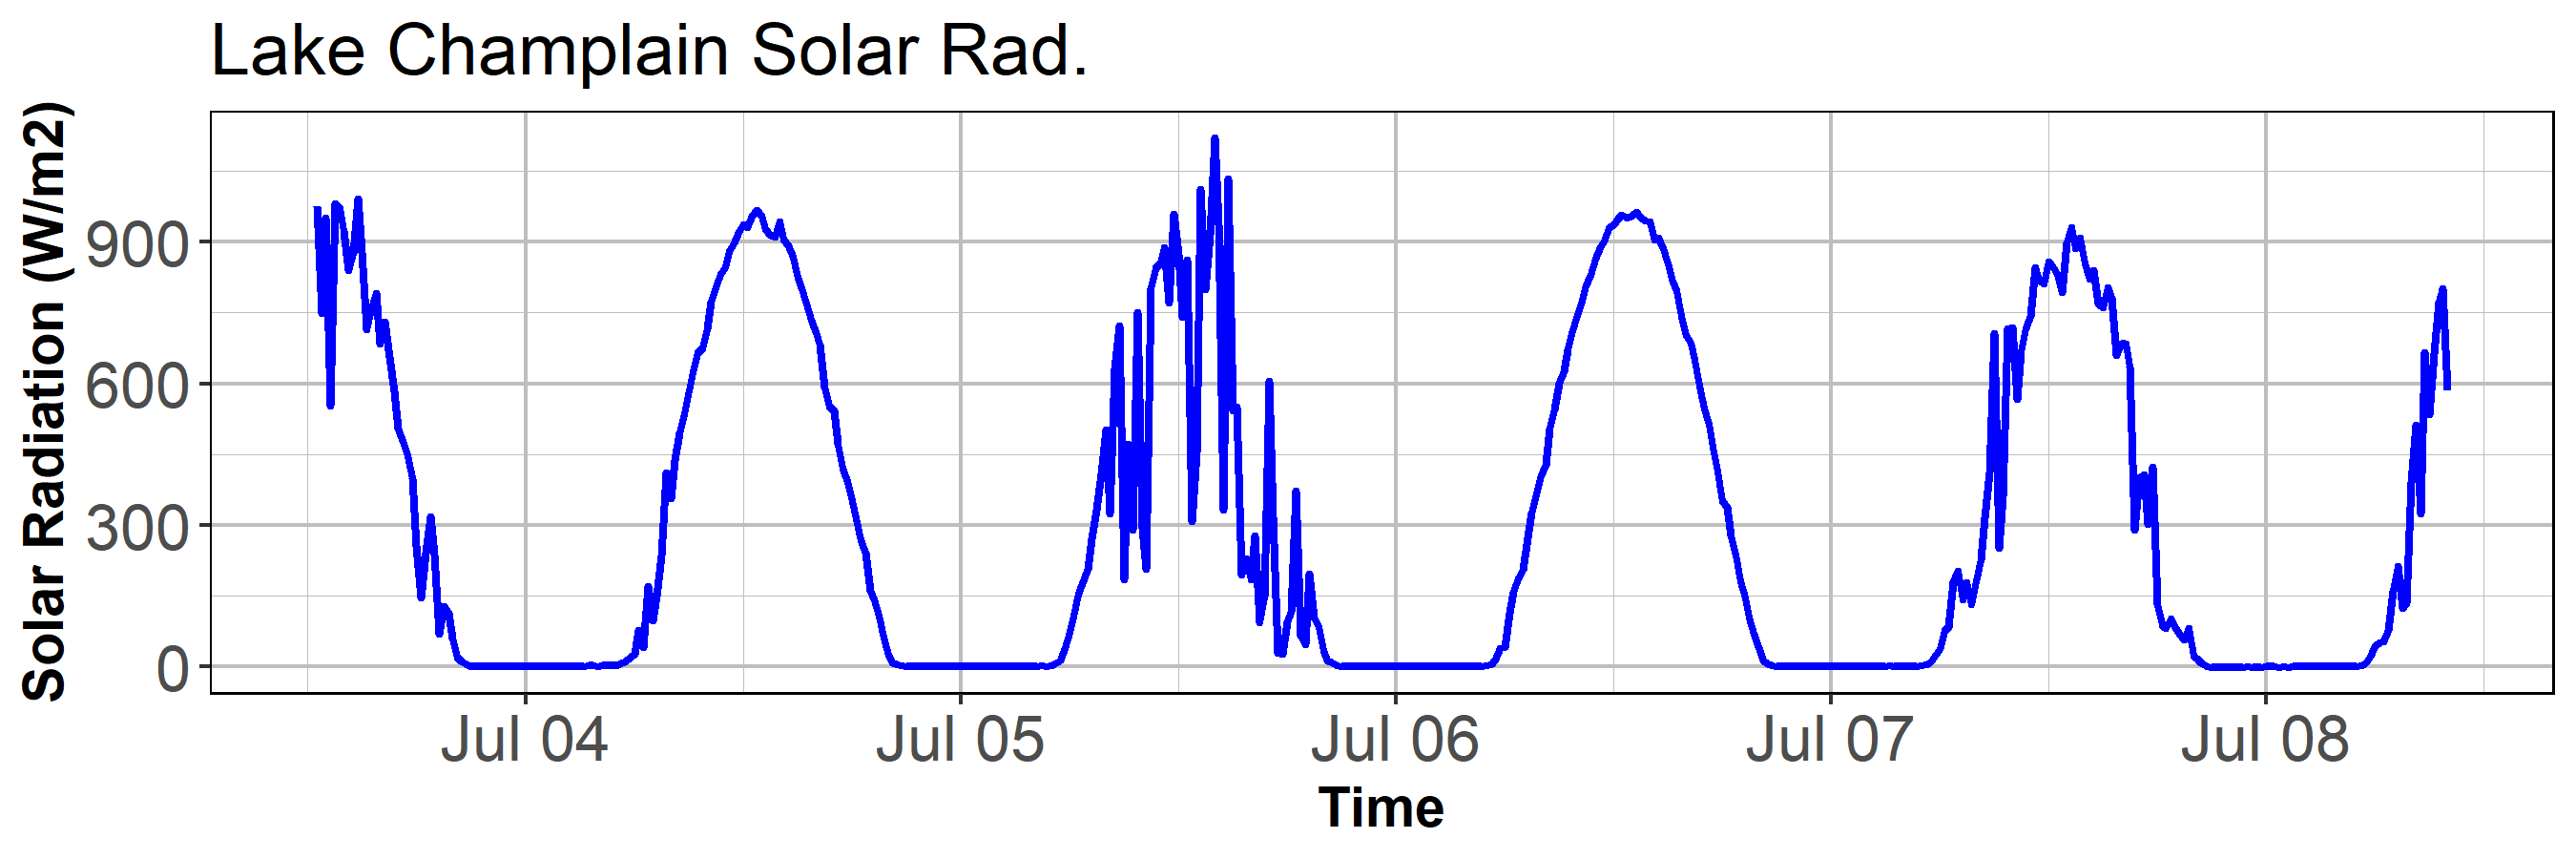 Lake Champlain Solar Rad.
Solar Radiation (W/m2)
900
600
300
0
Jul 04 Jul 05 Jul 06 Jul 07 Jul 08
Time